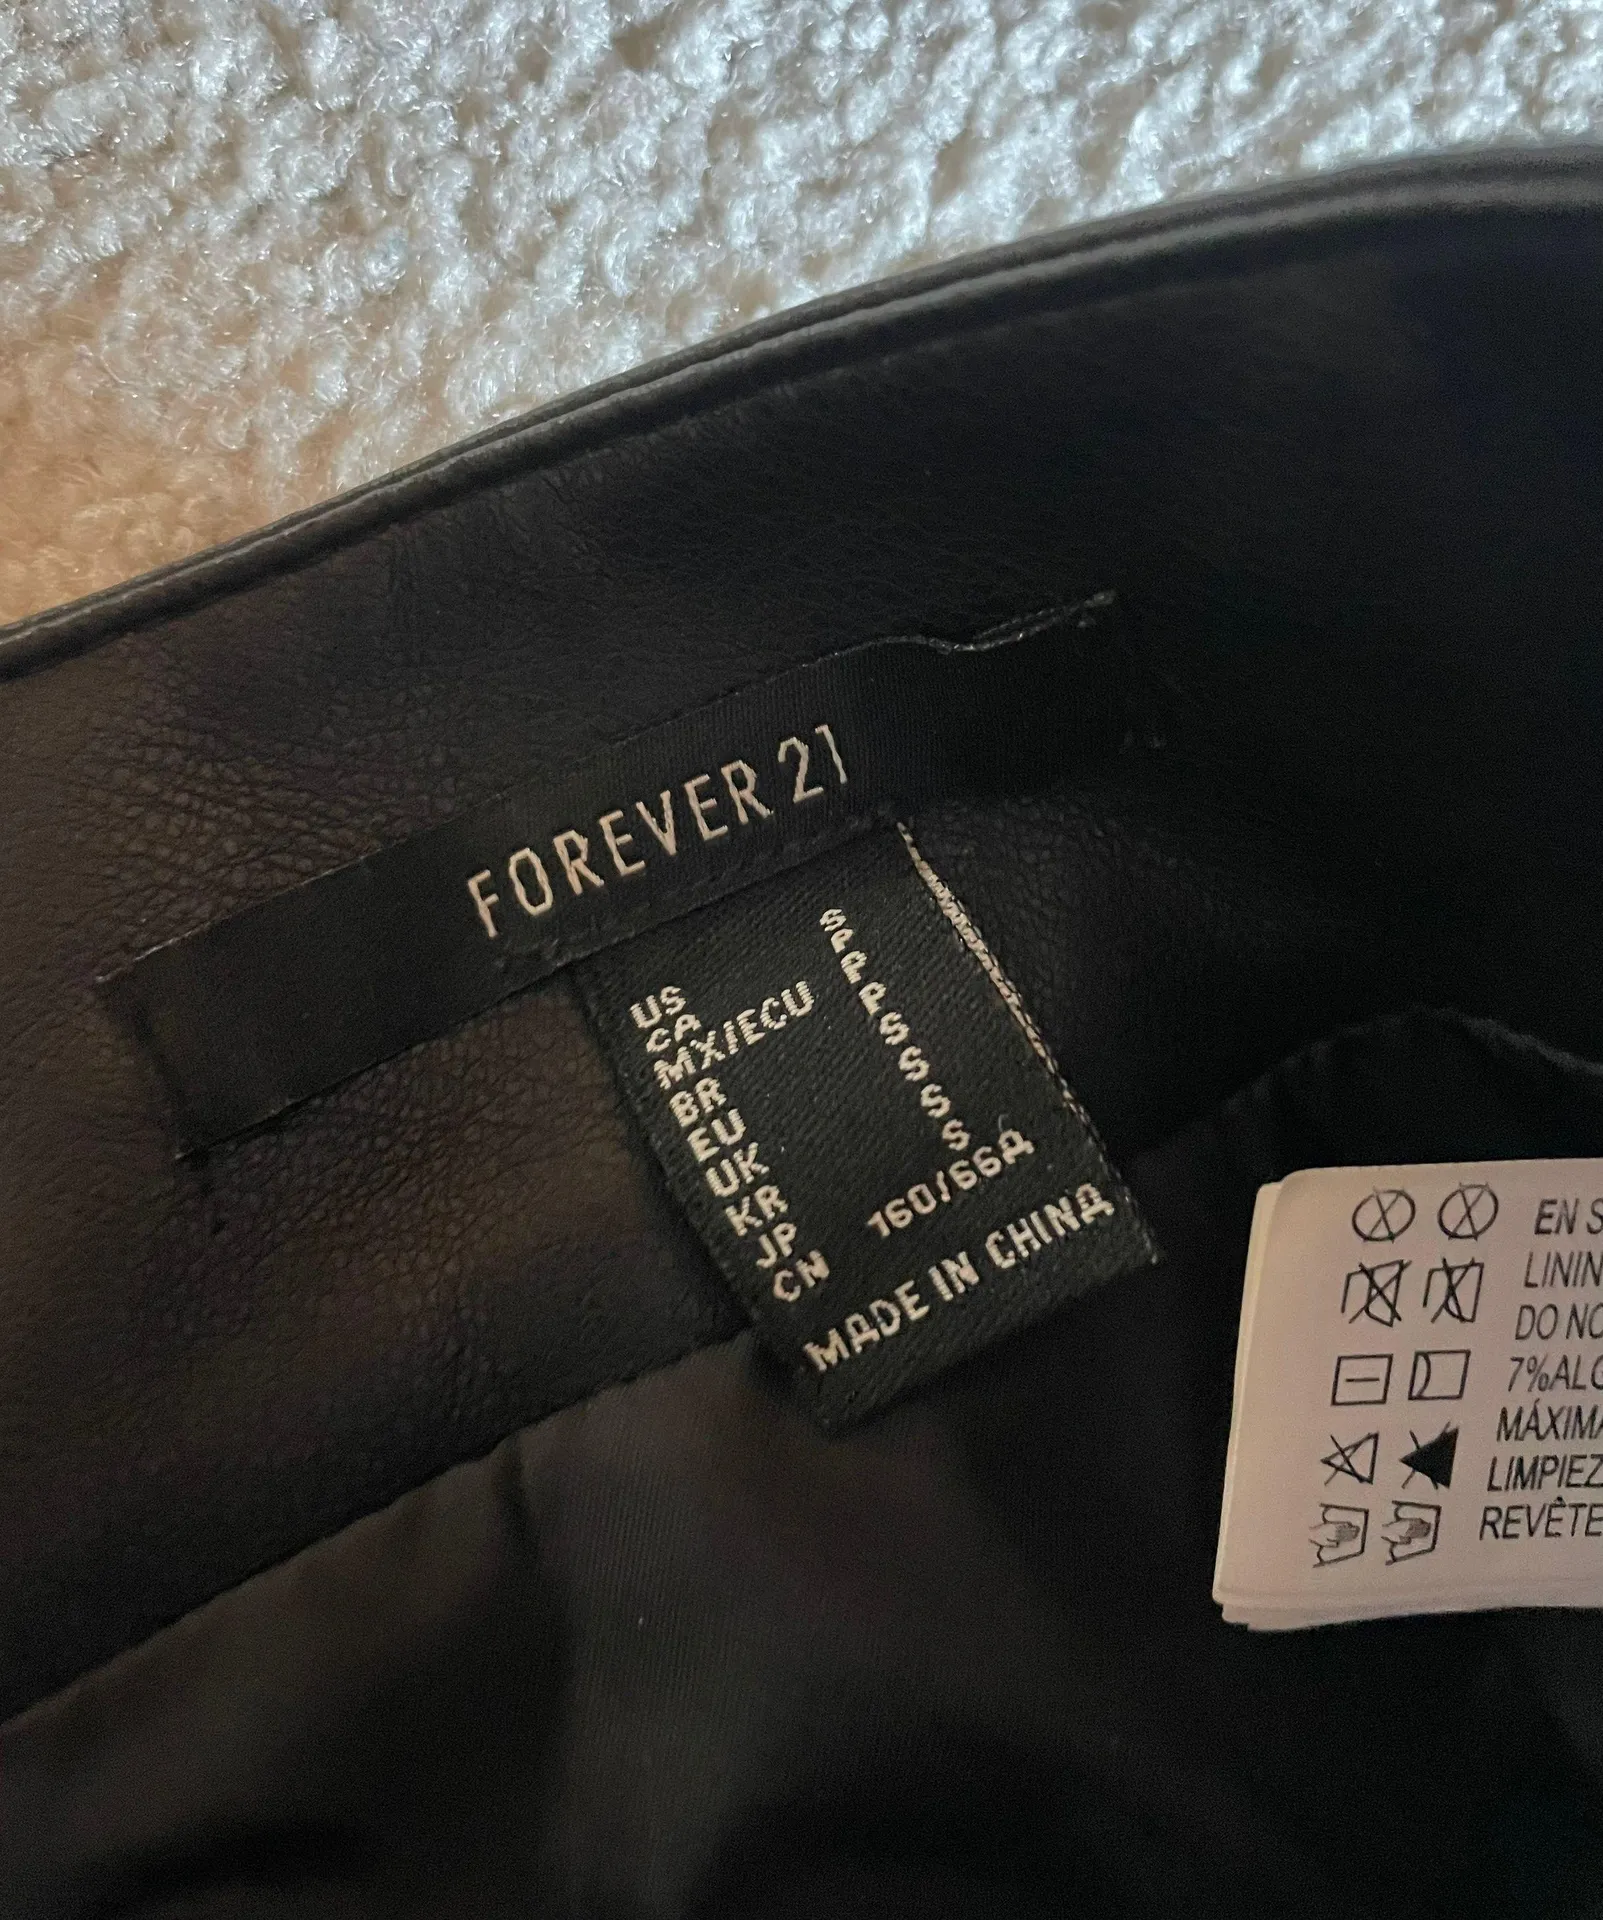 FOREVER 21
US S
CA P
MX/ECU P
BR P
EU S
UK S
KR S
JP S
CN 160/66A
MADE IN CHINA
EN S
LININ
DO NO
7%ALG
MÁXIMA
LIMPIEZ
REVÊTE